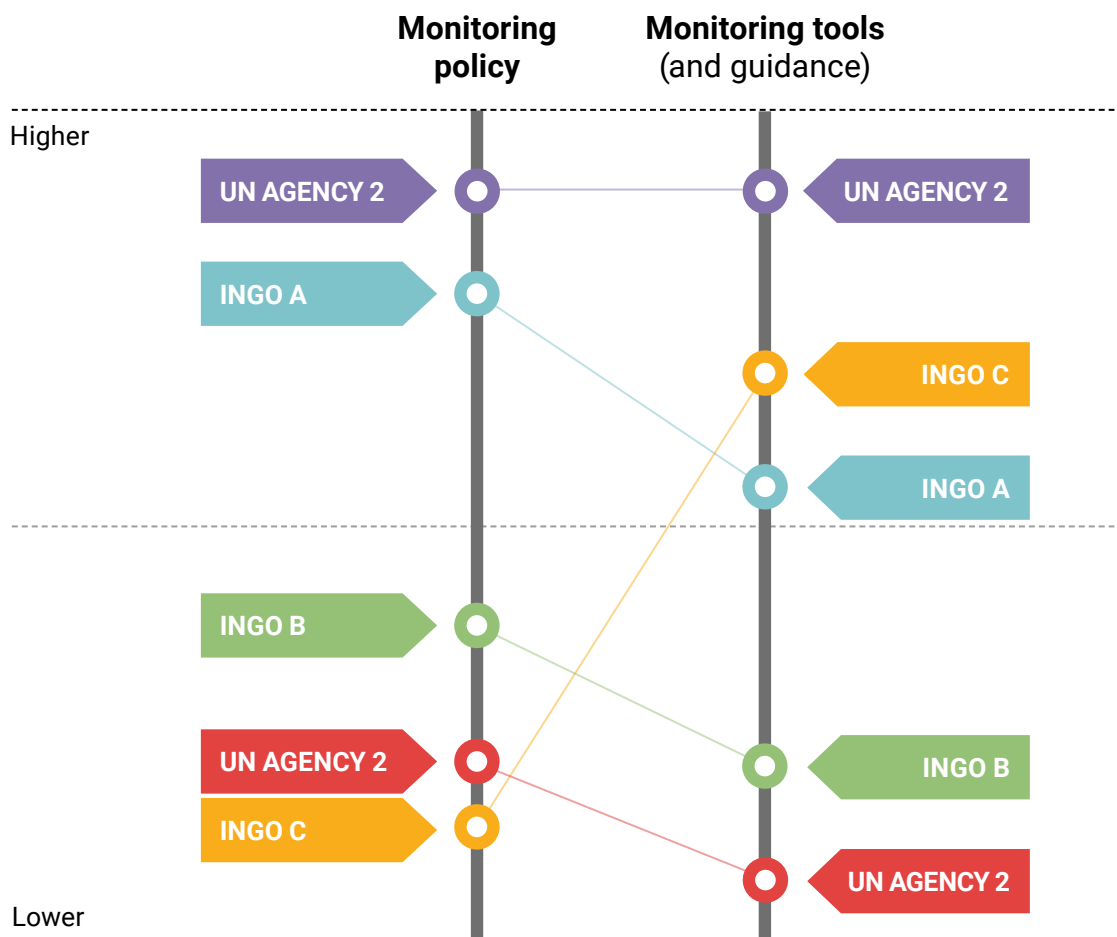 Monitoring
policy
Monitoring tools
(and guidance)
Higher
UN AGENCY 2
UN AGENCY 2
INGO A
INGO C
INGO A
INGO B
UN AGENCY 2
INGO B
INGO C
UN AGENCY 2
Lower